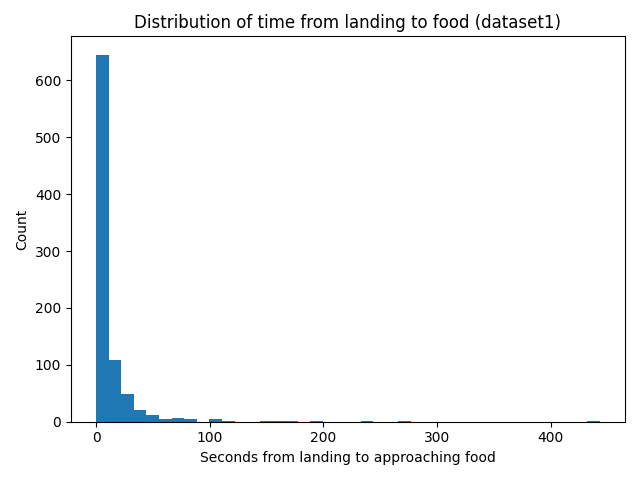 Distribution of time from landing to food (dataset1)
600
500
400
300
200
100
0
Count
0 100 200 300 400
Seconds from landing to approaching food